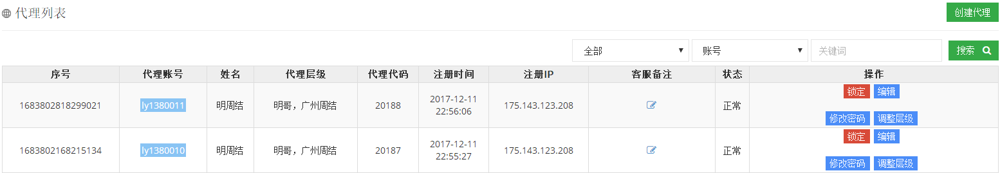 代理列表
创建代理
全部 账号 关键词 搜索
序号 代理账号 姓名 代理层级 代理代码 注册时间 注册IP 客服备注 状态 操作
1683802818299021 ly1380011 明周结 明哥，广州周结 20188 2017-12-11 22:56:06 175.143.123.208 正常 锁定 编辑
修改密码 调整层级
1683802168215134 ly1380010 明周结 明哥，广州周结 20187 2017-12-11 22:55:27 175.143.123.208 正常 锁定 编辑
修改密码 调整层级